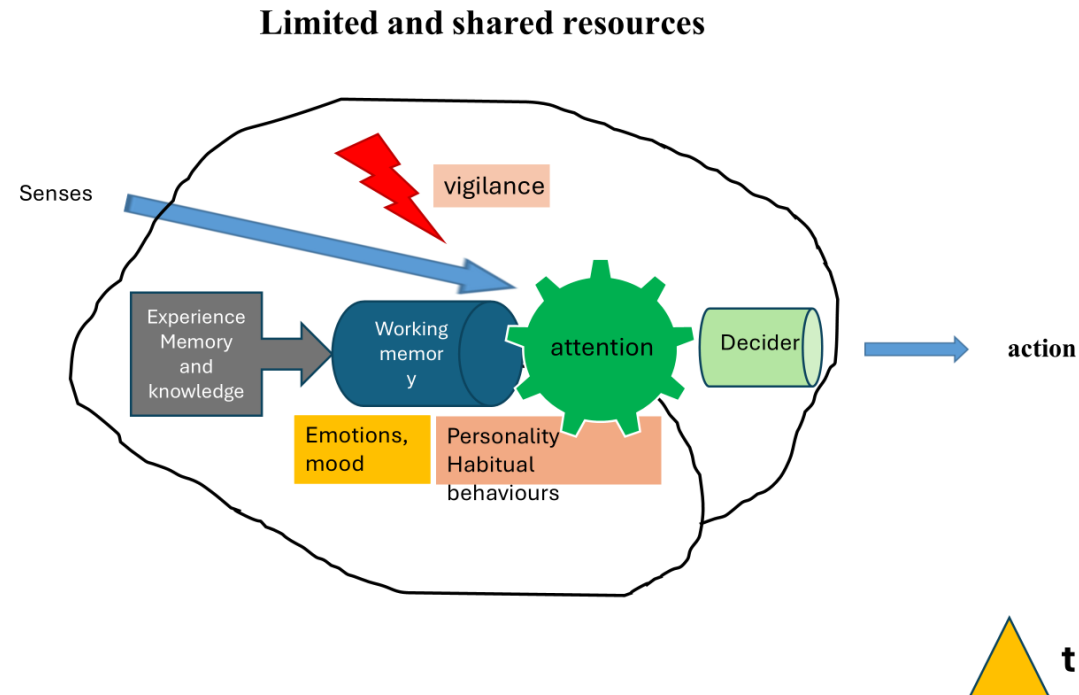 Limited and shared resources
Senses
vigilance
Experience
Memory
and
knowledge
Working
memor
y
attention
Decider
action
Emotions,
mood
Personality
Habitual
behaviours
t